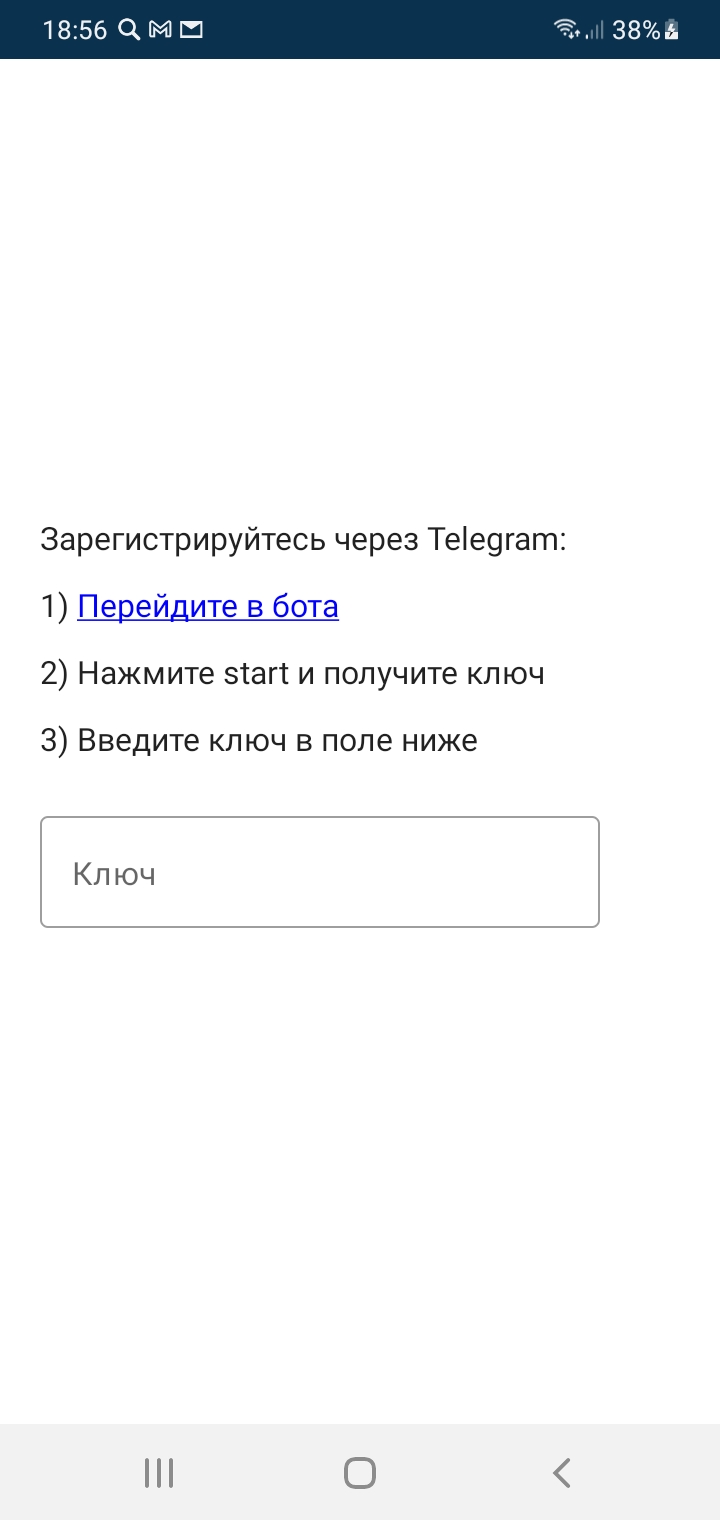 18:56
38%
Зарегистрируйтесь через Telegram:
1) Перейдите в бота
2) Нажмите start и получите ключ
3) Введите ключ в поле ниже
Ключ